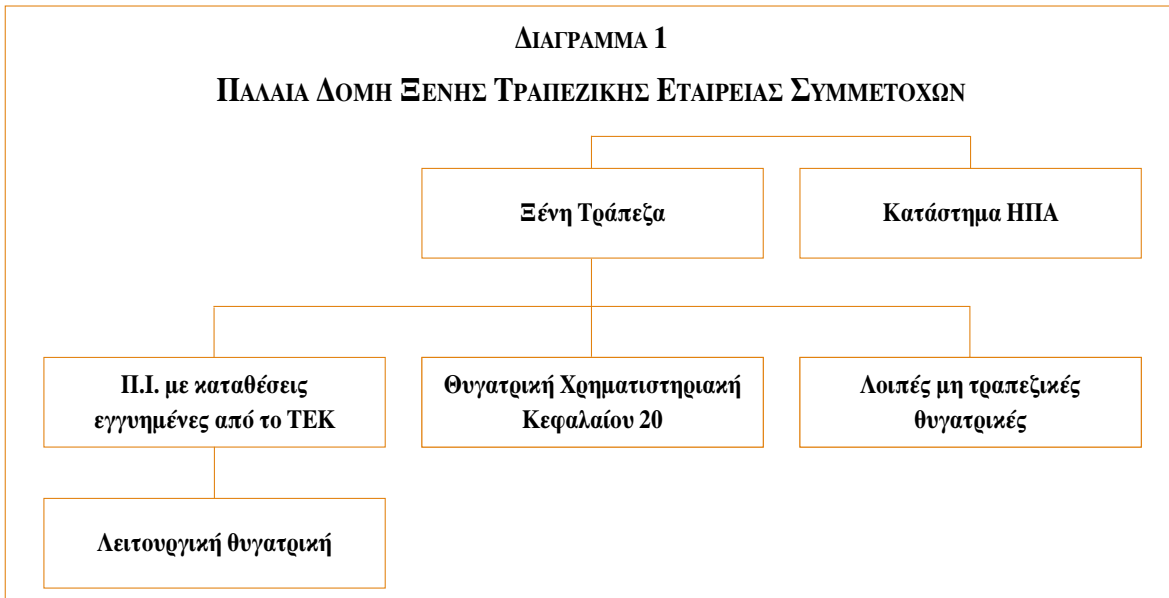 ΔΙΑΓΡΑΜΜΑ 1
ΠΑΛΑΙΑ ΔΟΜΗ ΞΕΝΗΣ ΤΡΑΠΕΖΙΚΗΣ ΕΤΑΙΡΕΙΑΣ ΣΥΜΜΕΤΟΧΩΝ
Ξένη Τράπεζα
Κατάστημα ΗΠΑ
Π.Ι. με καταθέσεις
εγγυημένες από το ΤΕΚ
Θυγατρική Χρηματιστηριακή
Κεφαλαίου 20
Λοιπές μη τραπεζικές
θυγατρικές
Λειτουργική θυγατρική